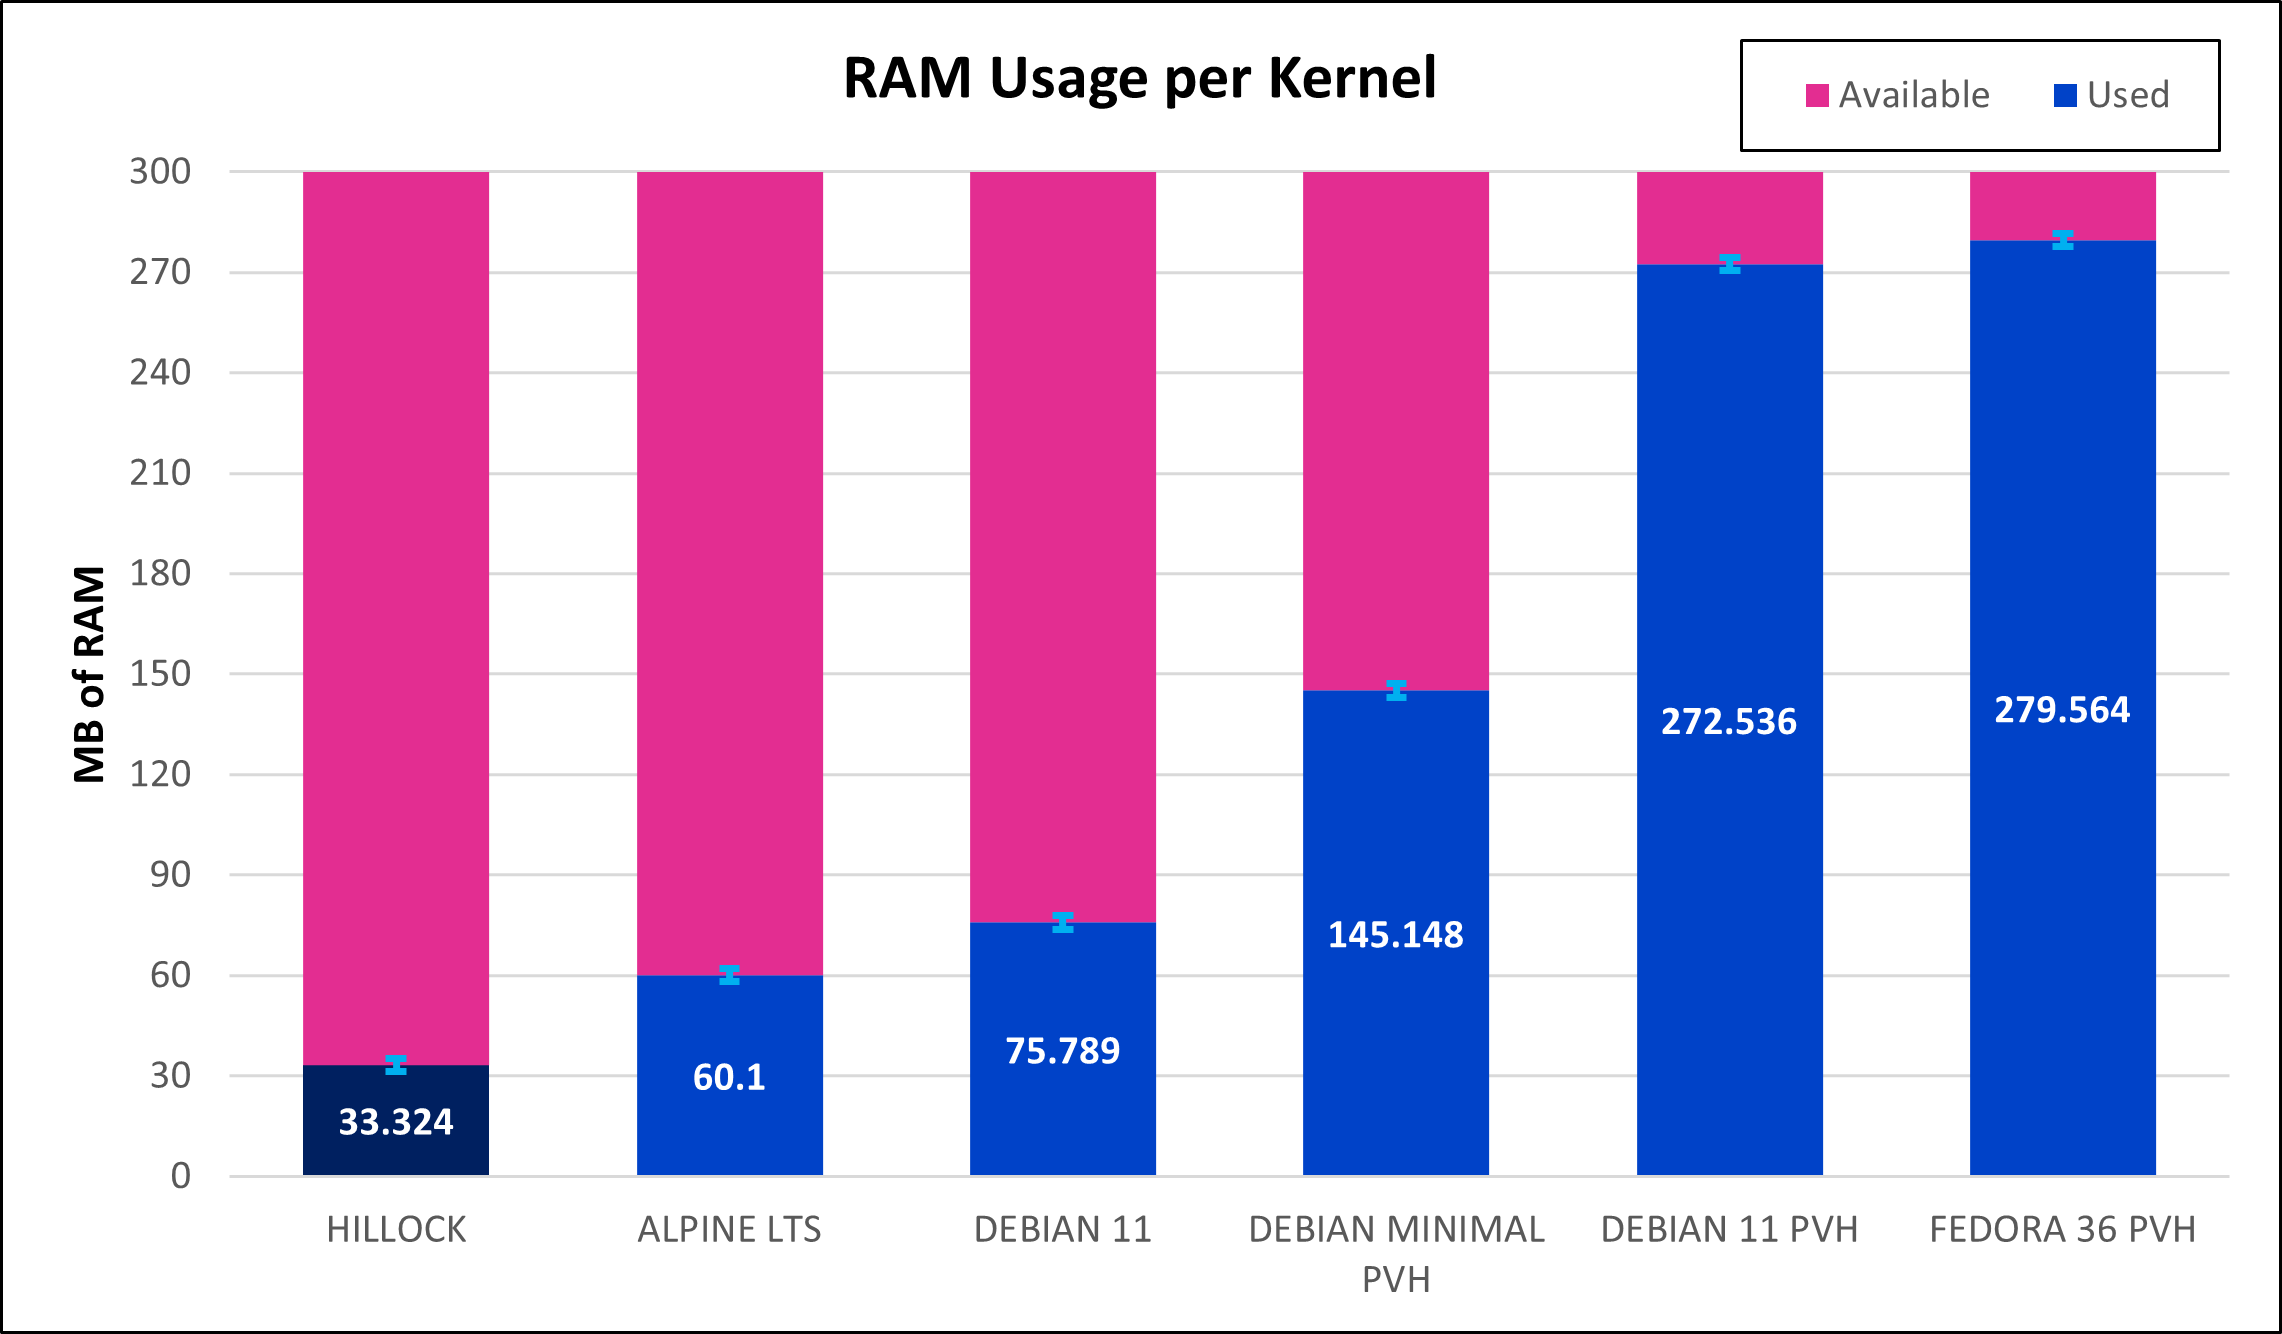 RAM Usage per Kernel
Available
Used
MB of RAM
300
270
240
210
180
150
120
90
60
30
0
33.324
60.1
75.789
145.148
272.536
279.564
HILLOCK
ALPINE LTS
DEBIAN 11
DEBIAN MINIMAL
PVH
DEBIAN 11 PVH
FEDORA 36 PVH